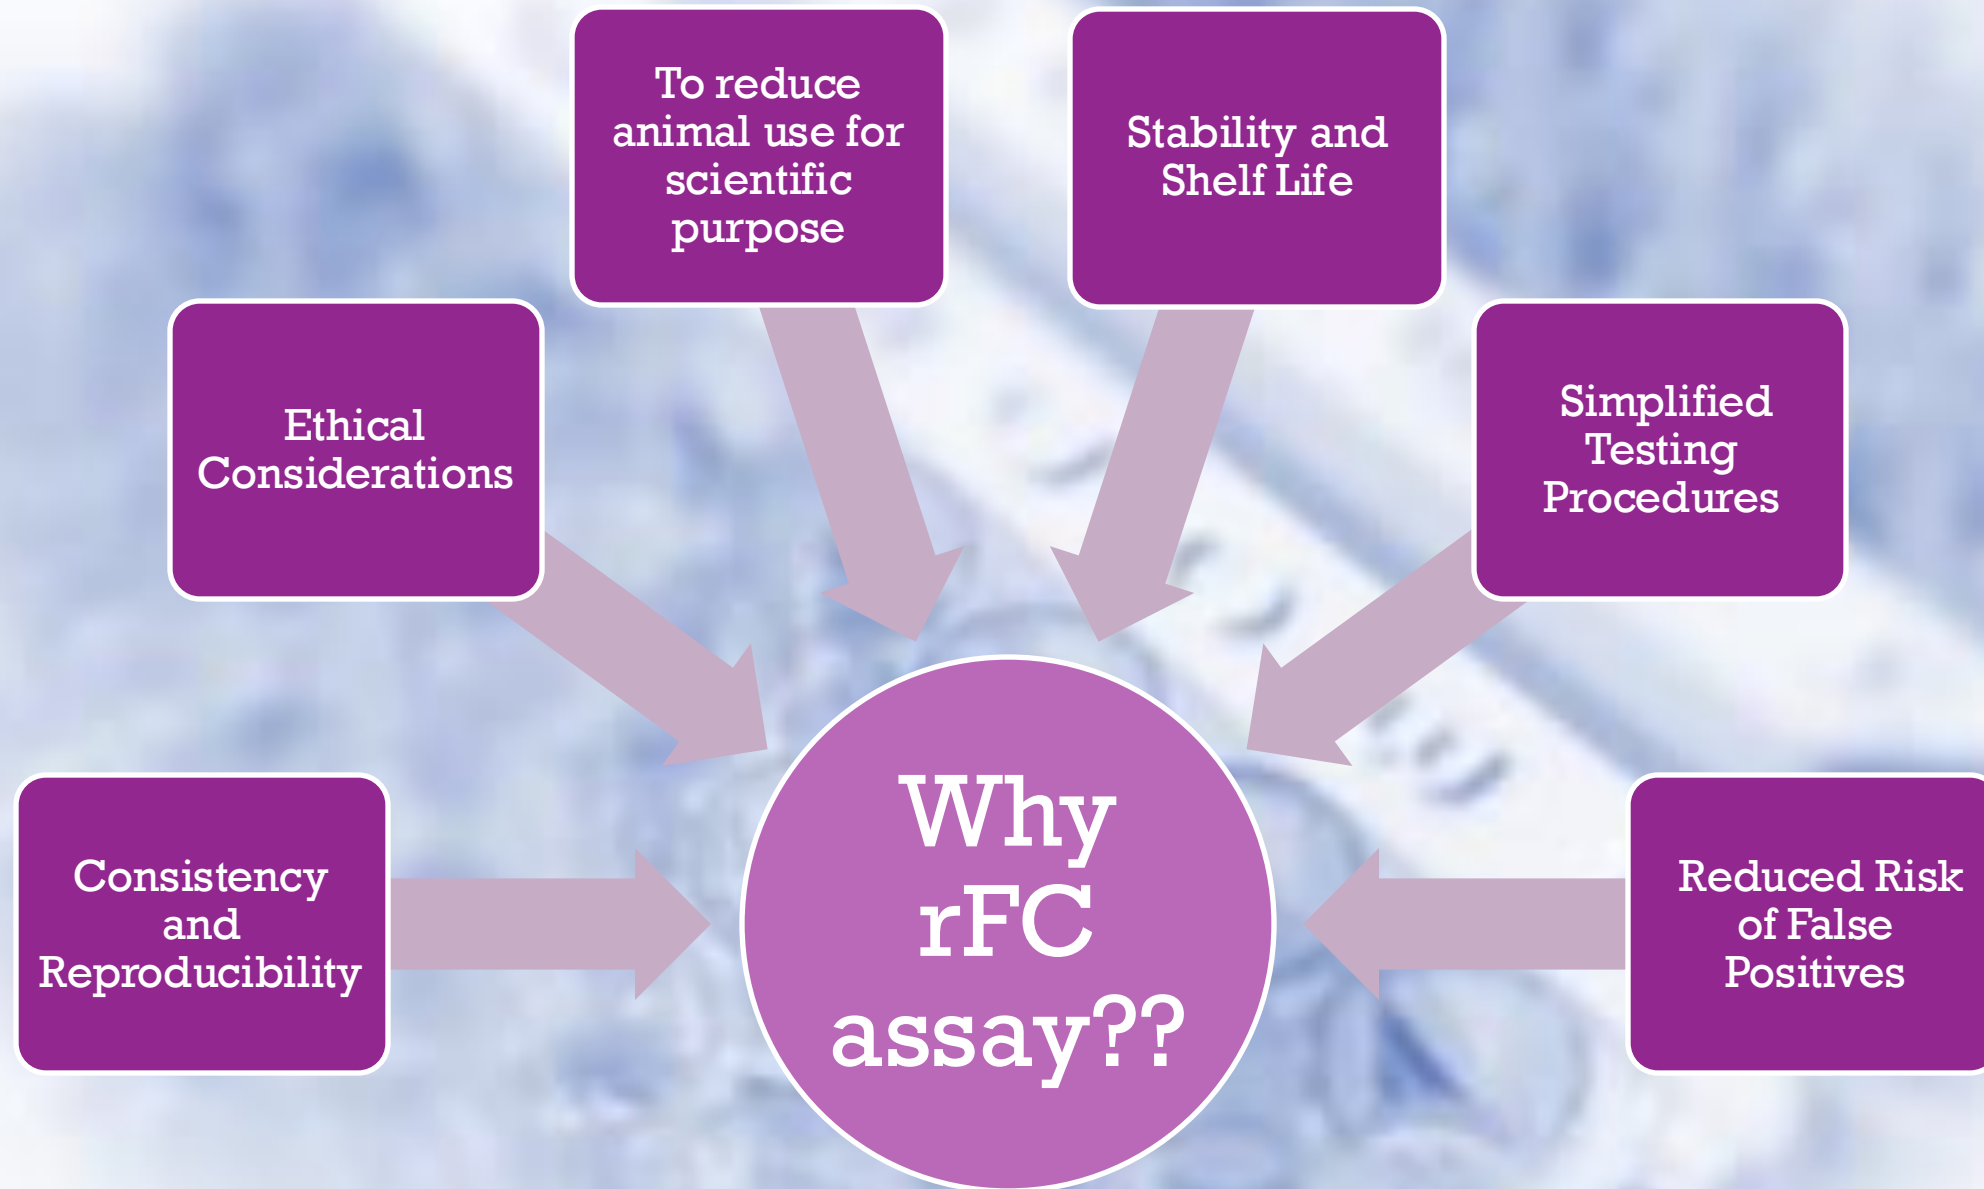 To reduce
animal use for
scientific
purpose
Stability and
Shelf Life
Ethical
Considerations
Simplified
Testing
Procedures
Consistency
and
Reproducibility
Why
rFC
assay??
Reduced Risk
of False
Positives